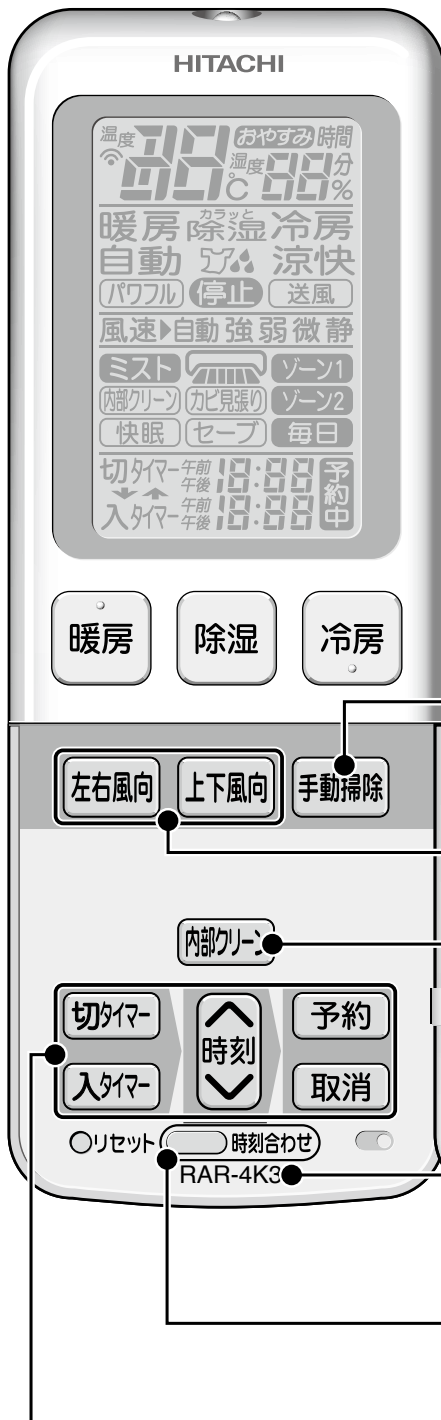 HITACHI
温度 88 ℃ おやすみ 時間
湿度 88 分 %
カラッと
暖房 除湿 冷房
自動 涼快
パワフル 停止 送風
風速▶自動 強 弱 微 静
ミスト ゾーン1
内部クリーン カビ見張り ゾーン2
快眠 セーブ 毎日
切タイマー 午前 午後 18:88 予約中
入タイマー 午前 午後 18:88
暖房 除湿 冷房
左右風向 上下風向 手動掃除
内部クリーン
切タイマー 時刻 予約
入タイマー 取消
リセット 時刻合わせ
RAR-4K3